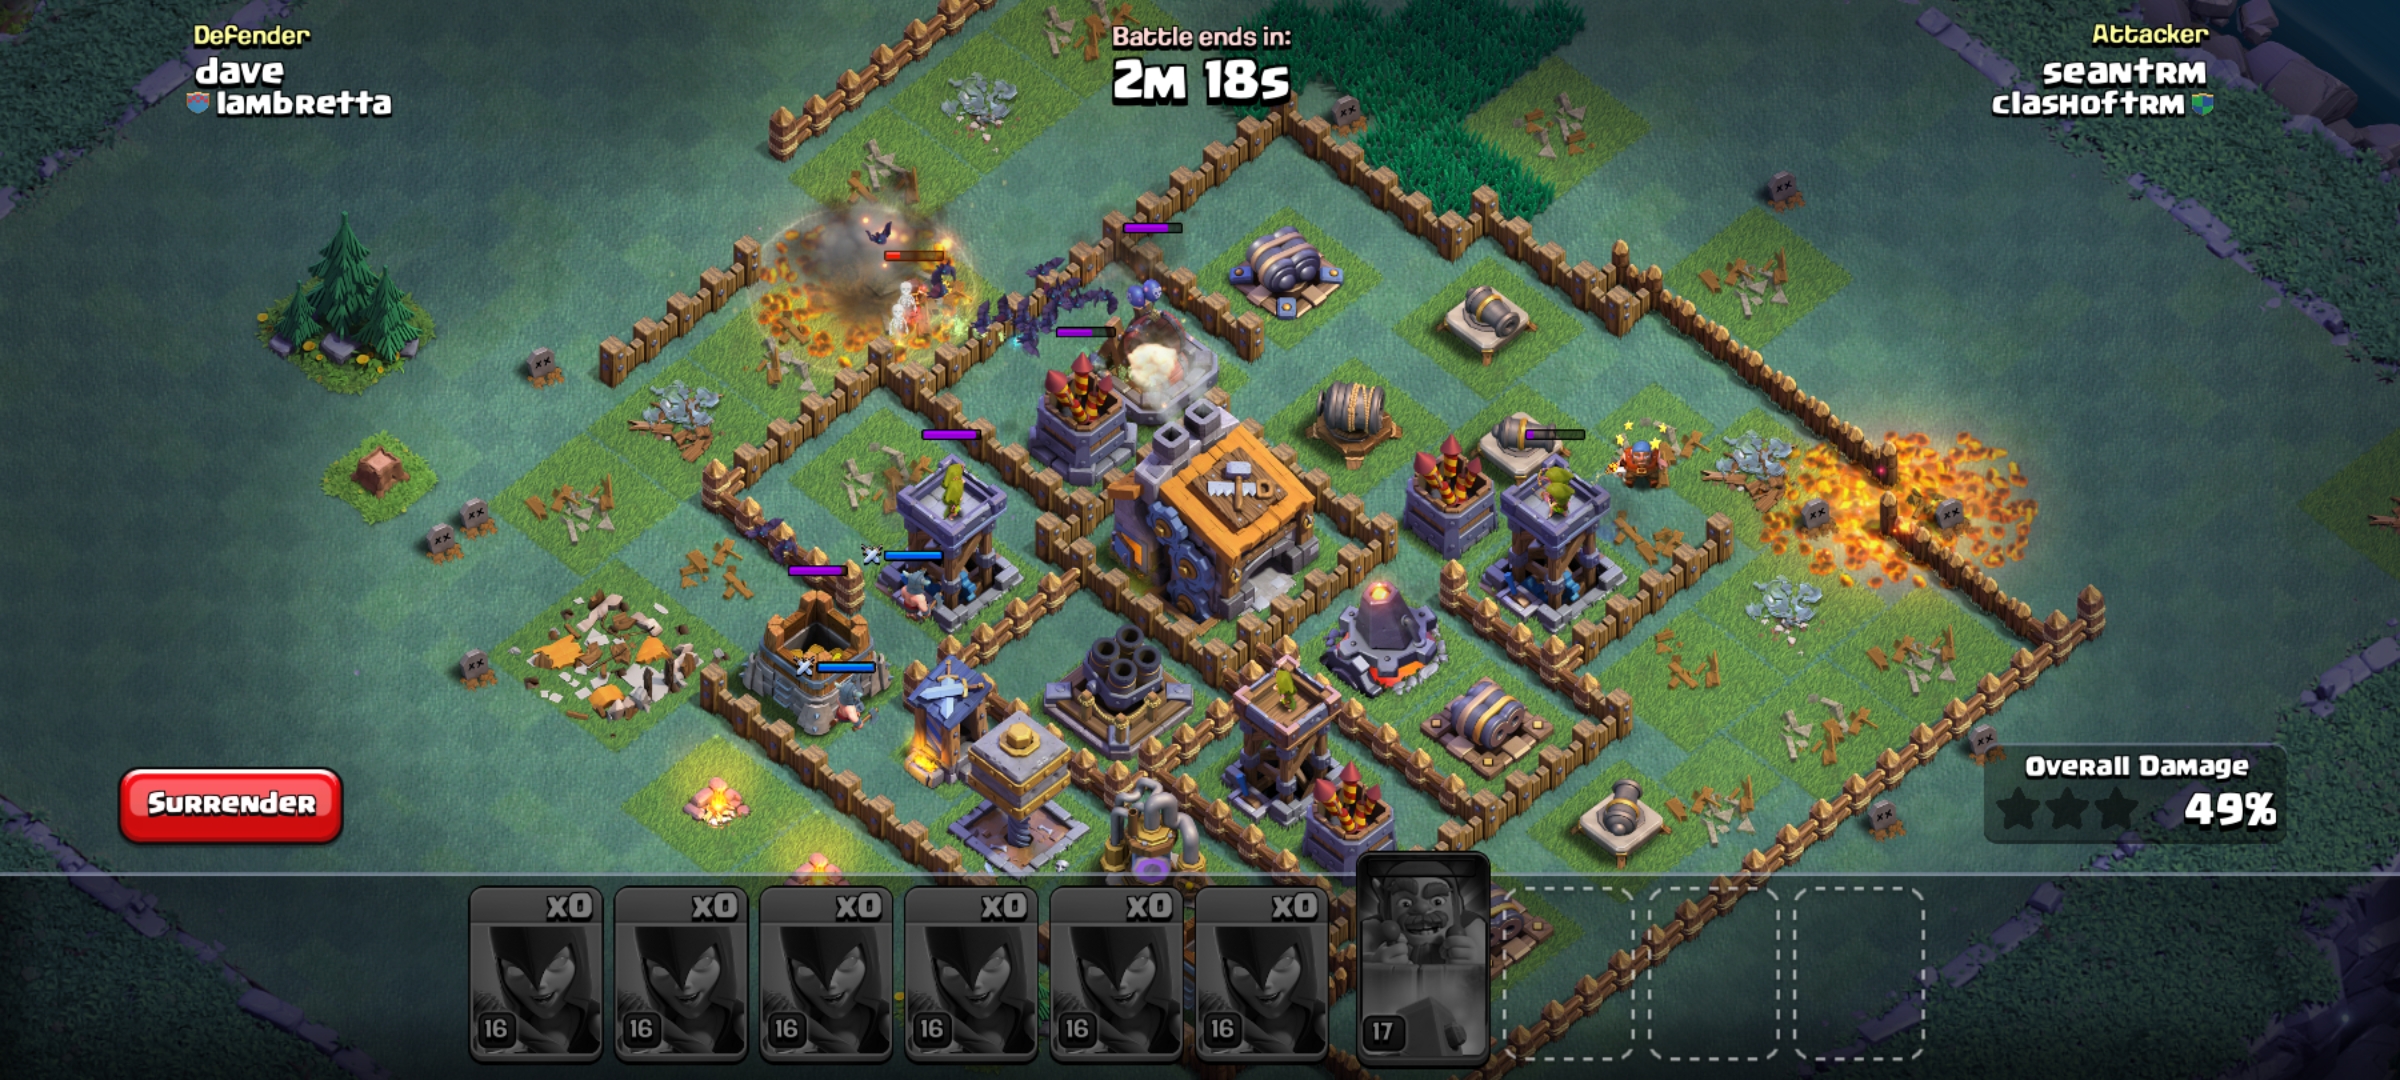 Defender
dave
lambretta
Battle ends in:
2M 18s
Attacker
seantRM
clashoftRM
Surrender
Overall Damage
49%
x0
x0
x0
x0
x0
x0
16
16
16
16
16
16
17